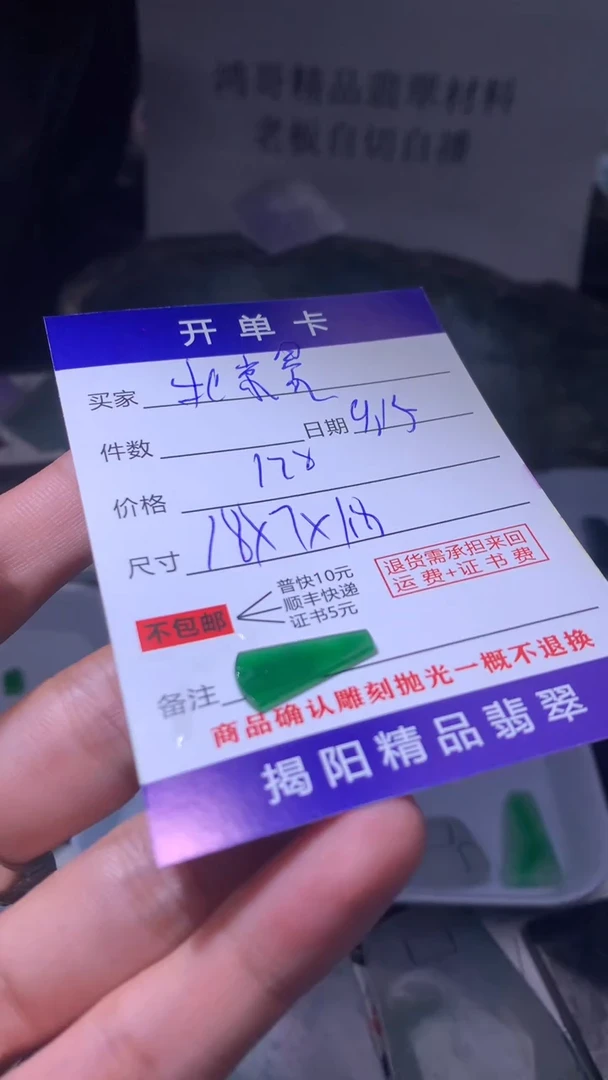 鸿哥精品翡翠材料
老板自切自播
开单卡
买家 北京
件数 日期 9.15
价格 128
尺寸 18×7×1.4
不包邮
普快10元
顺丰快递
证书5元
退货需承担来回
运费+证书费
备注
商品确认雕刻抛光一概不退换
揭阳精品翡翠